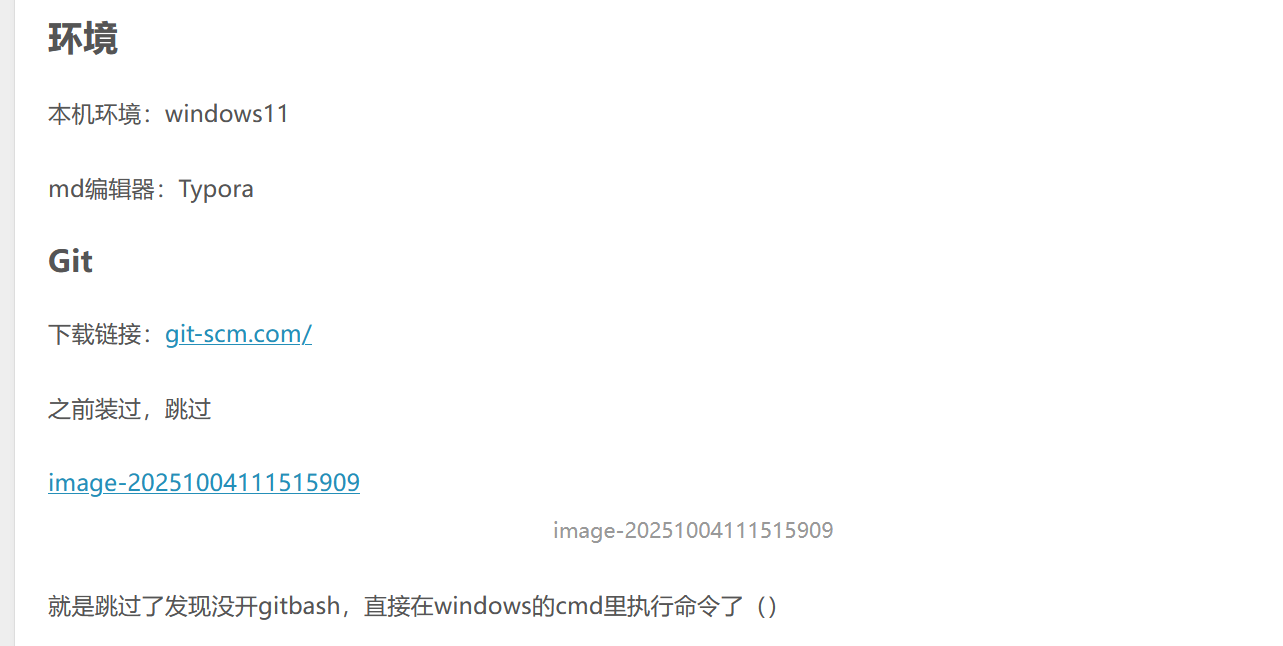 环境
本机环境：windows11
md编辑器：Typora
Git
下载链接：git-scm.com/
之前装过，跳过
image-20251004111515909
image-20251004111515909
就是跳过了发现没开gitbash，直接在windows的cmd里执行命令了（）